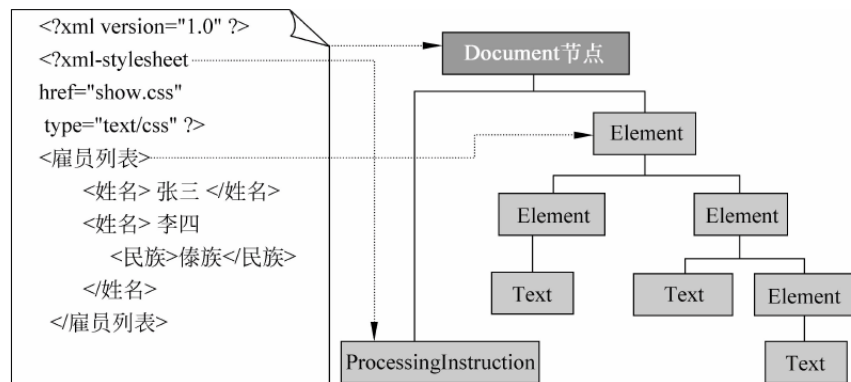 <?xml version="1.0" ?>
<?xml-stylesheet
href="show.css"
type="text/css" ?>
<雇员列表>
<姓名> 张三 </姓名>
<姓名> 李四
<民族>傣族</民族>
</姓名>
</雇员列表>
Document节点
Element
Element
Element
Text
Text
Element
ProcessingInstruction
Text